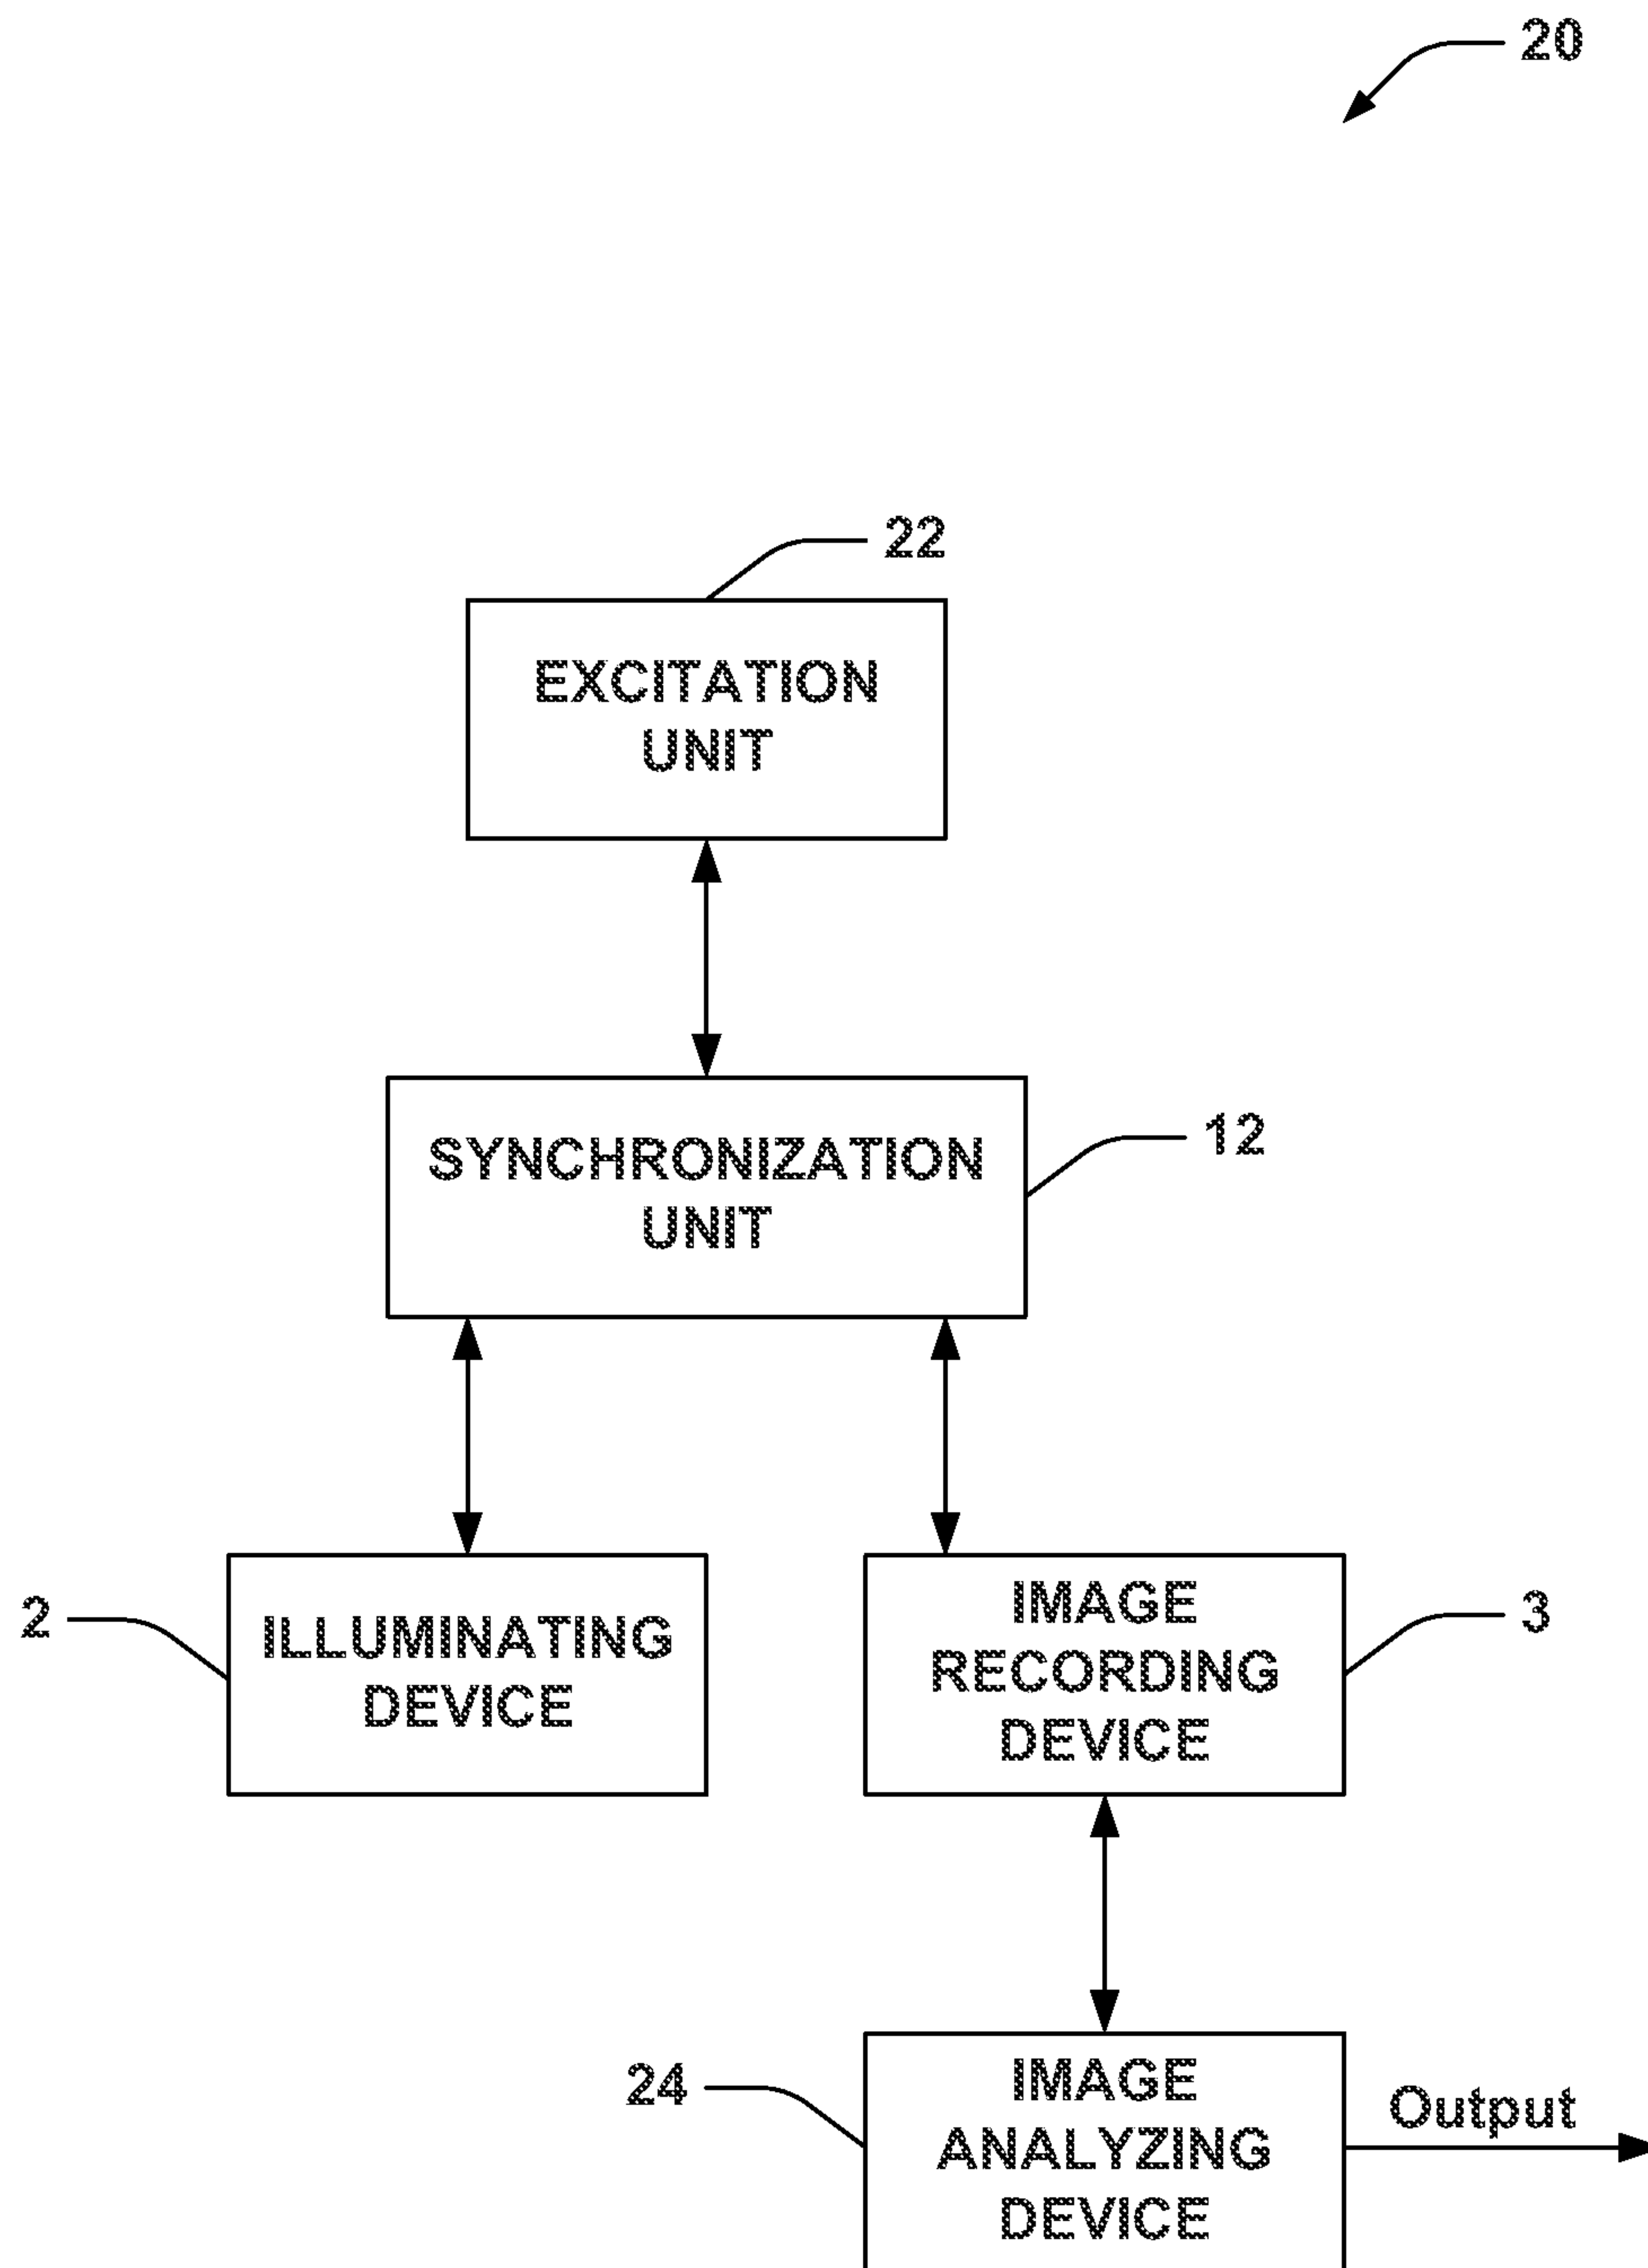 20
22
EXCITATION
UNIT
SYNCHRONIZATION
UNIT
12
2
ILLUMINATING
DEVICE
IMAGE
RECORDING
DEVICE
3
24
IMAGE
ANALYZING
DEVICE
Output